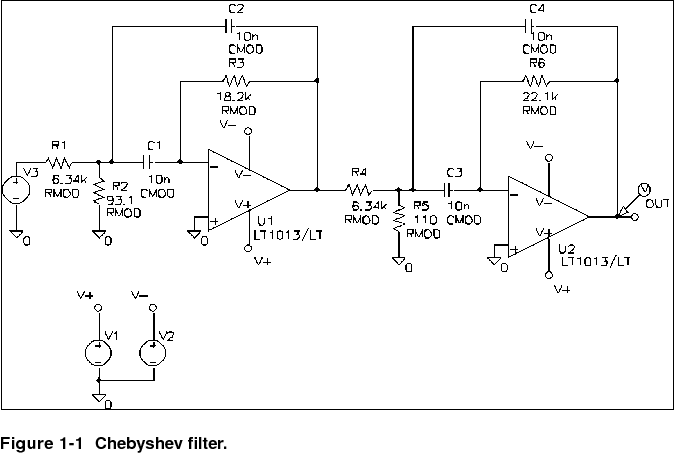 C2
10n
CMOD
R3
18.2k
RMOD
V-
C4
10n
CMOD
R6
22.1k
RMOD
V-
V3
R1
6.34k
RMOD
R2
93.1
RMOD
C1
10n
CMOD
V-
V+
U1
LT1013/LT
V+
R4
6.34k
RMOD
R5
110
RMOD
C3
10n
CMOD
V-
V+
U2
LT1013/LT
V+
V
OUT
0
0
0
0
0
V+
V-
V1
V2
0
Figure 1-1 Chebyshev filter.